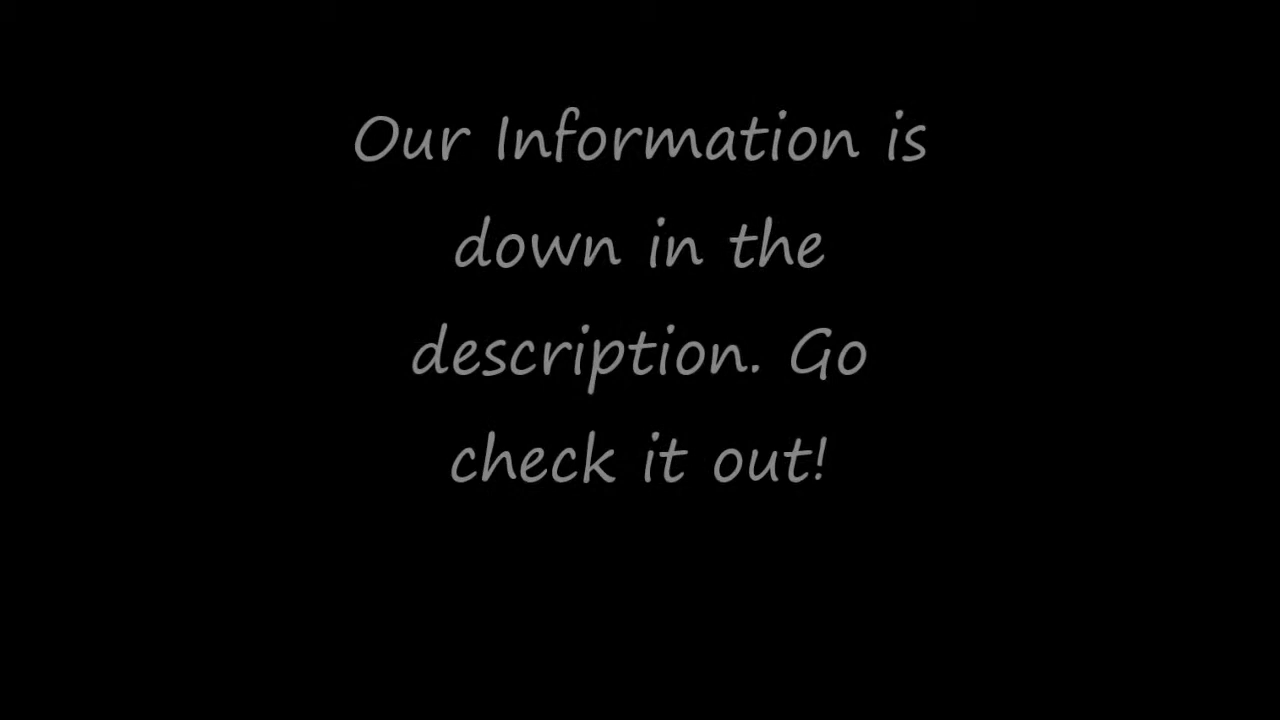 Our Information is
down in the
description. Go
check it out!